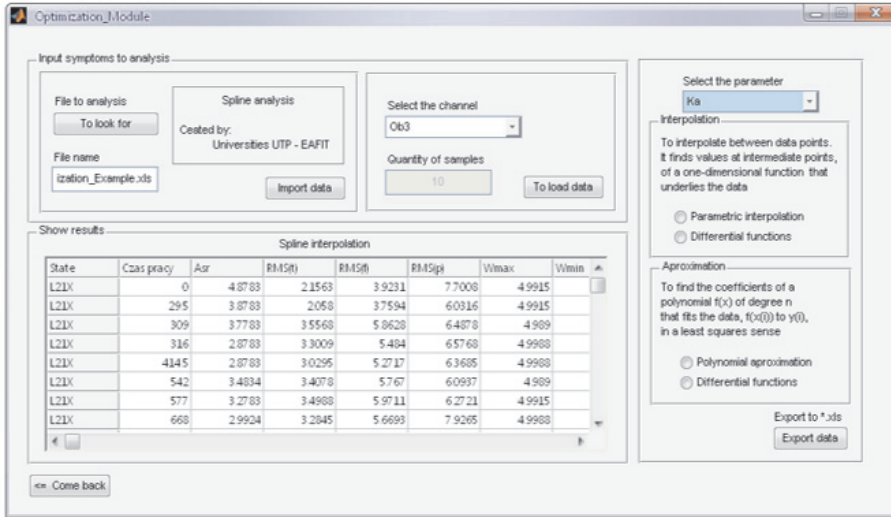 Optimization_Module
Input symptoms to analysis
File to analysis
To look for
File name
ization_Example.xls
Spline analysis
Ceated by:
Universities UTP - EAFIT
Import data
Select the channel
Ob3
Quantity of samples
10
To load data
Show results
Spline interpolation
State Czas pracy Asr RMS(t) RMS(f) RMS(p) Wmax Wmin
L21X 0 4.8783 2.1563 3.9231 7.7008 4.9915
L21X 295 3.8783 2.058 3.7594 6.0316 4.9915
L21X 309 3.7783 3.5568 5.8628 6.4878 4.989
L21X 316 2.8783 3.3009 5.484 6.5768 4.9988
L21X 4145 2.8783 3.0295 5.2717 6.3685 4.9988
L21X 542 3.4834 3.4078 5.767 6.0937 4.989
L21X 577 3.2783 3.4988 5.9711 6.2721 4.9915
L21X 668 2.9924 3.2845 5.6693 7.9265 4.9988
<= Come back
Select the parameter
Ka
Interpolation
To interpolate between data points.
It finds values at intermediate points,
of a one-dimensional function that
underlies the data
Parametric interpolation
Differential functions
Aproximation
To find the coefficients of a
polynomial f(x) of degree n
that fits the data, f(x(i)) to y(i),
in a least squares sense
Polynomial aproximation
Differential functions
Export to *.xls
Export data